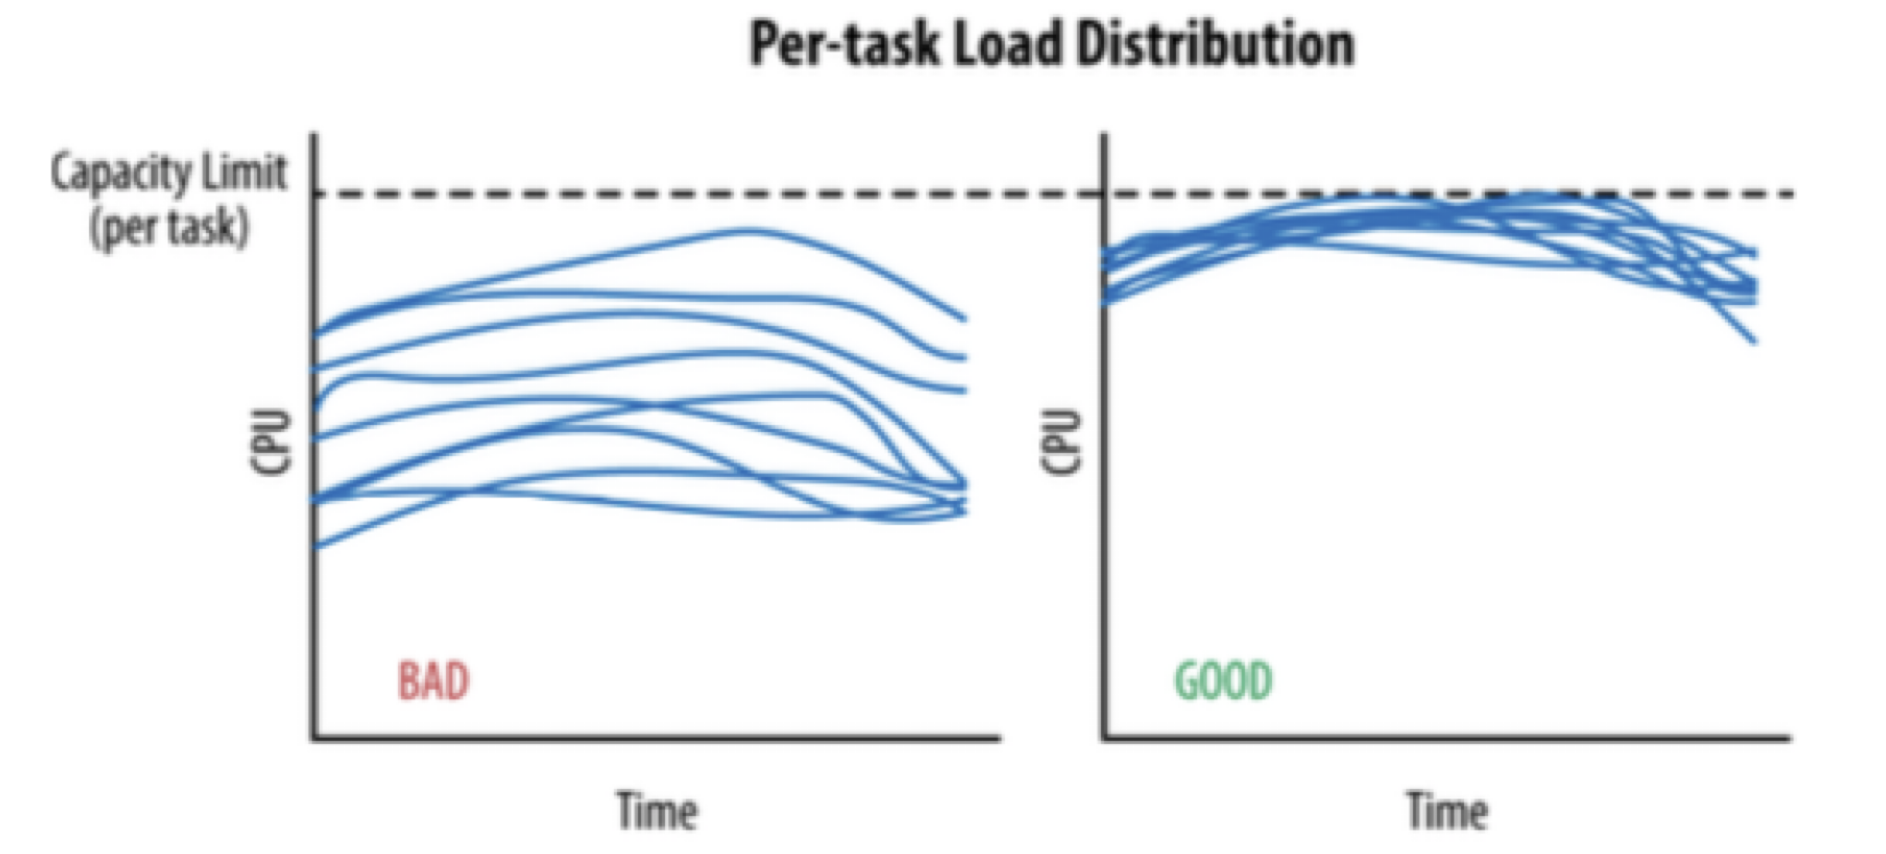 Per-task Load Distribution
Capacity Limit
(per task)
CPU
BAD
Time
CPU
GOOD
Time